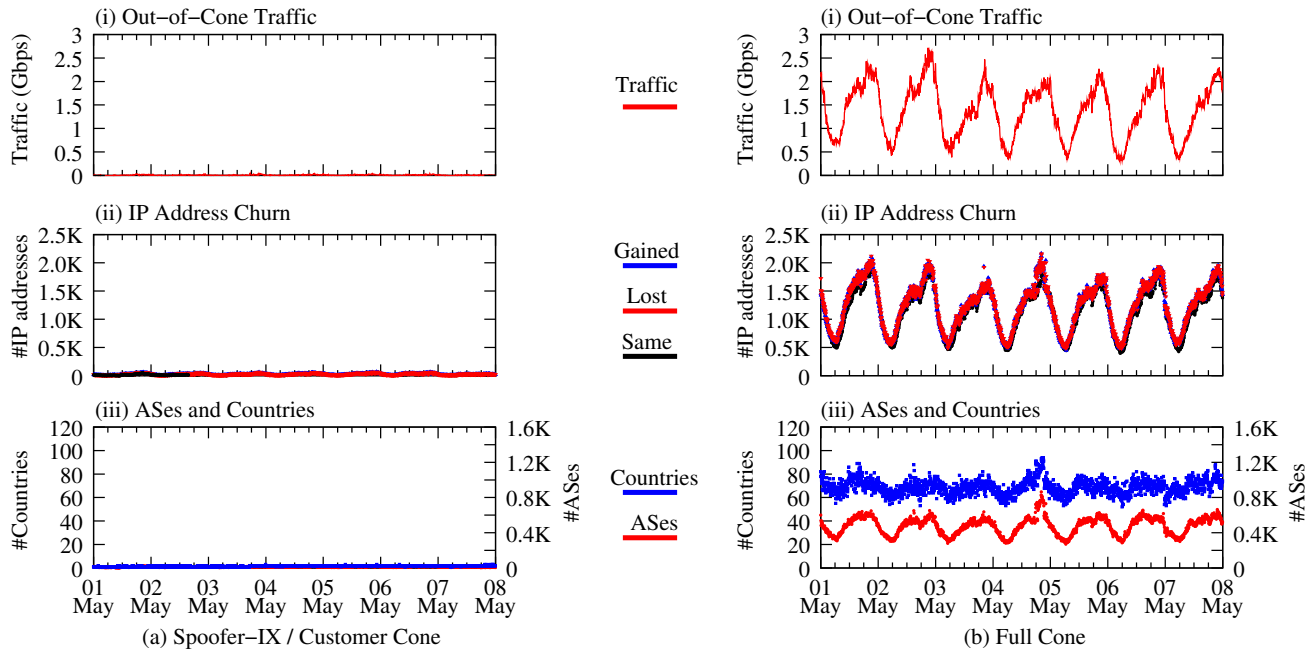 (i) Out−of−Cone Traffic
Traffic (Gbps)
3
2.5
2
1.5
1
0.5
0
(ii) IP Address Churn
#IP addresses
2.5K
2.0K
1.5K
1.0K
0.5K
0
(iii) ASes and Countries
#Countries
120
100
80
60
40
20
0
1.6K
1.2K
0.8K
0.4K
0
#ASes
01 02 03 04 05 06 07 08
May May May May May May May May
(a) Spoofer−IX / Customer Cone
Traffic
Gained
Lost
Same
Countries
ASes
(i) Out−of−Cone Traffic
Traffic (Gbps)
3
2.5
2
1.5
1
0.5
0
(ii) IP Address Churn
#IP addresses
2.5K
2.0K
1.5K
1.0K
0.5K
0
(iii) ASes and Countries
#Countries
120
100
80
60
40
20
0
1.6K
1.2K
0.8K
0.4K
0
#ASes
01 02 03 04 05 06 07 08
May May May May May May May May
(b) Full Cone